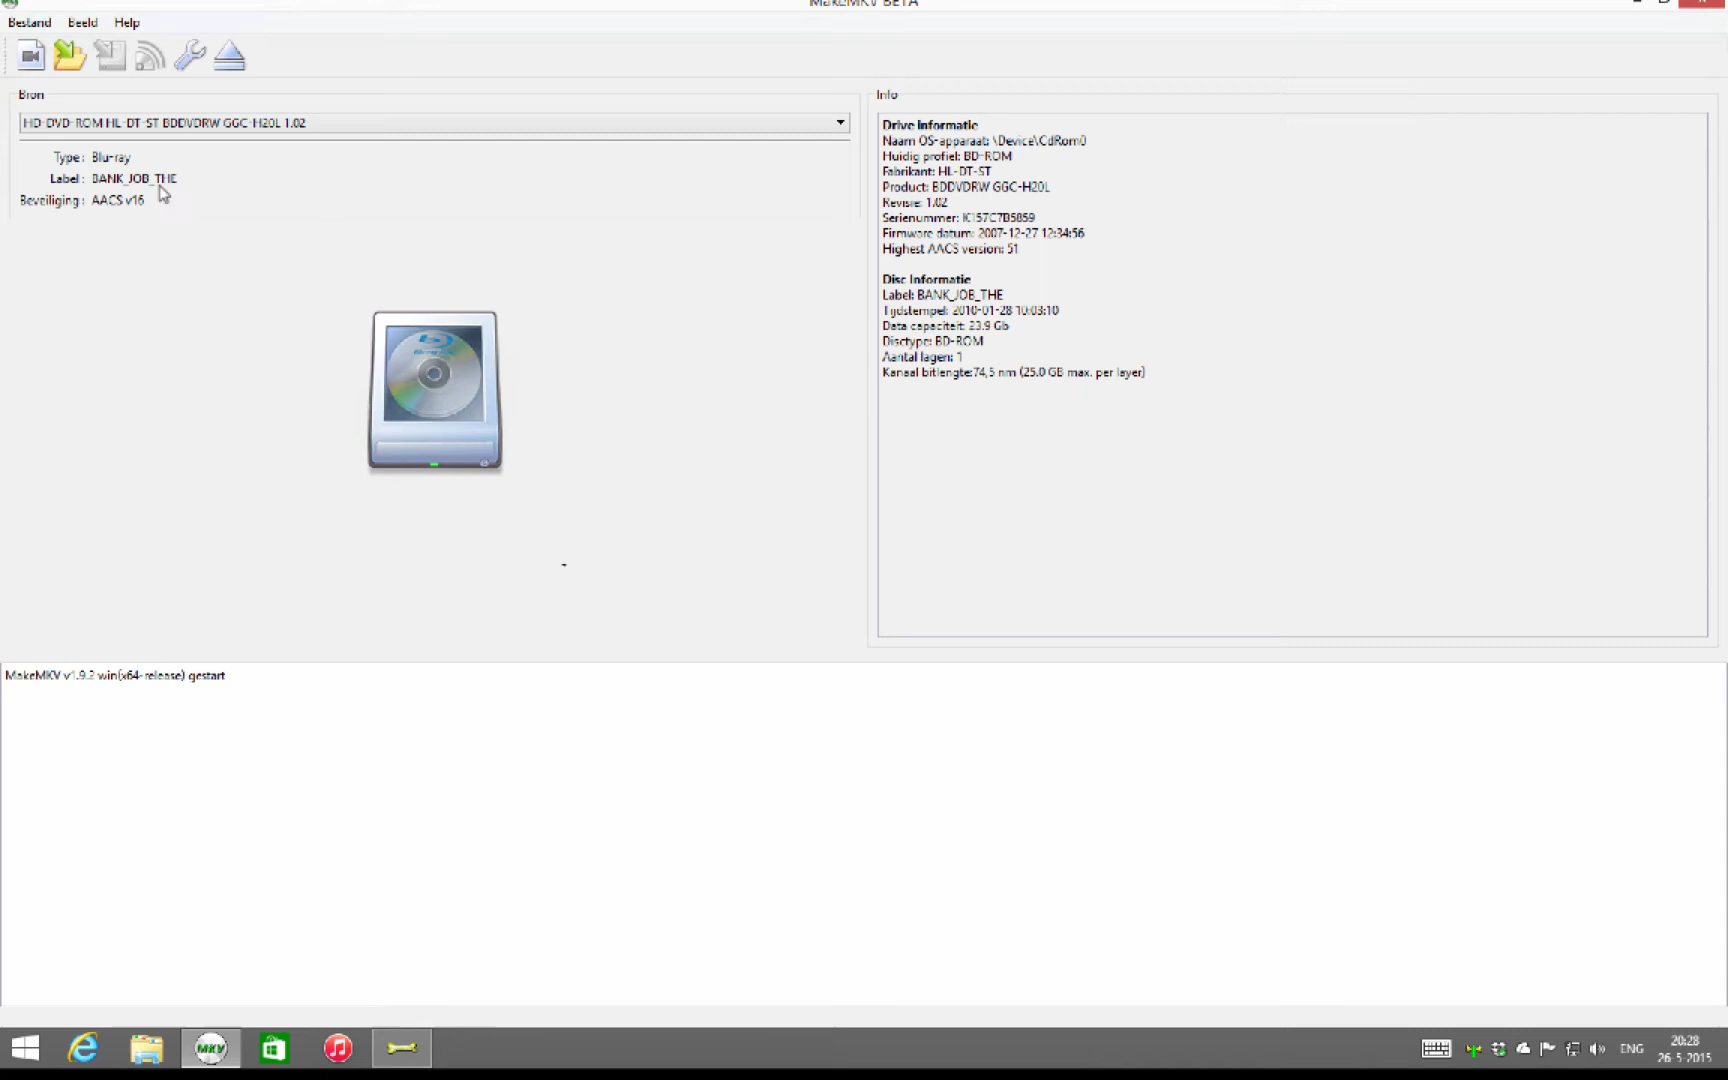 MakeMKV BETA
Bestand Beeld Help
Bron
HD-DVD-ROM HL-DT-ST BDDVDRW GGC-H20L 1.02
Type : Blu-ray
Label : BANK_JOB_THE
Beveiliging : AACS v16
Info
Drive Informatie
Naam OS-apparaat: \Device\CdRom0
Huidig profiel: BD-ROM
Fabrikant: HL-DT-ST
Product: BDDVDRW GGC-H20L
Revisie: 1.02
Serienummer: K157C7B5859
Firmware datum: 2007-12-27 12:34:56
Highest AACS version: 51
Disc Informatie
Label: BANK_JOB_THE
Tijdstempel: 2010-01-28 10:03:10
Data capaciteit: 23.9 Gb
Disctype: BD-ROM
Aantal lagen: 1
Kanaal bitlengte:74,5 nm (25.0 GB max. per layer)
MakeMKV v1.9.2 win(x64-release) gestart
MKV
ENG
20:28
26-5-2015